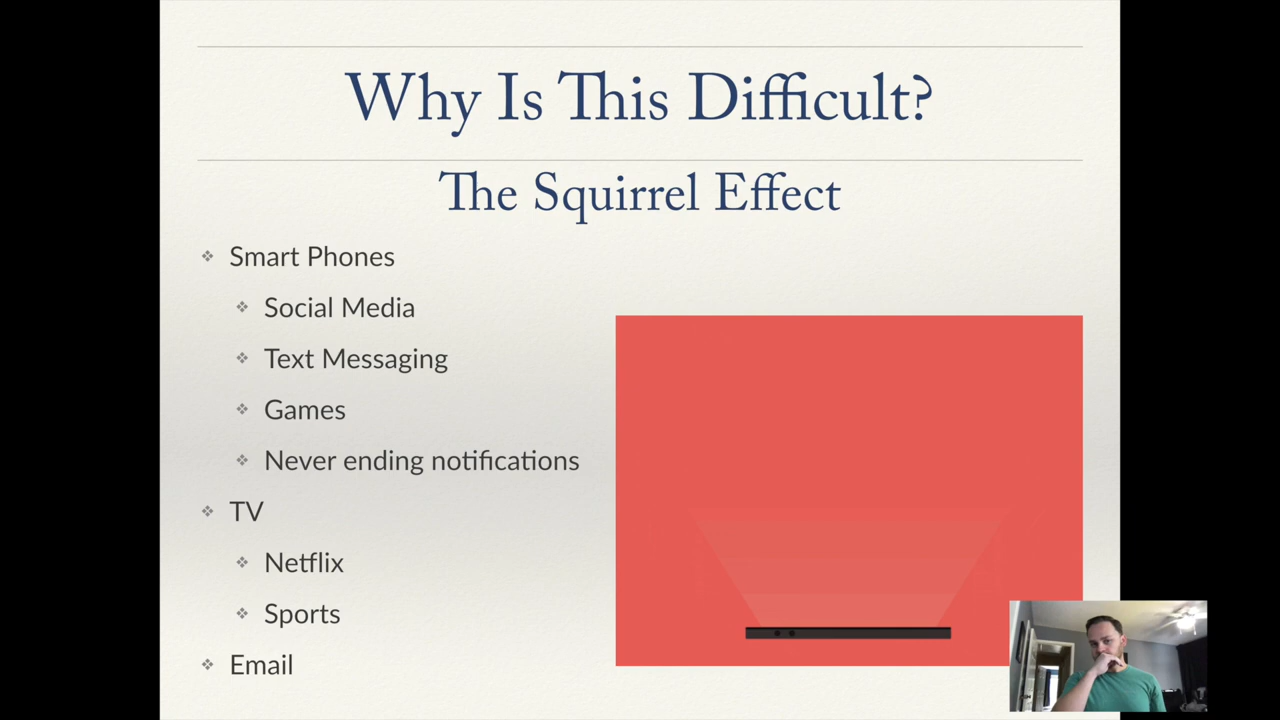 Why Is This Difficult?
The Squirrel Effect
Smart Phones
Social Media
Text Messaging
Games
Never ending notifications
TV
Netflix
Sports
Email